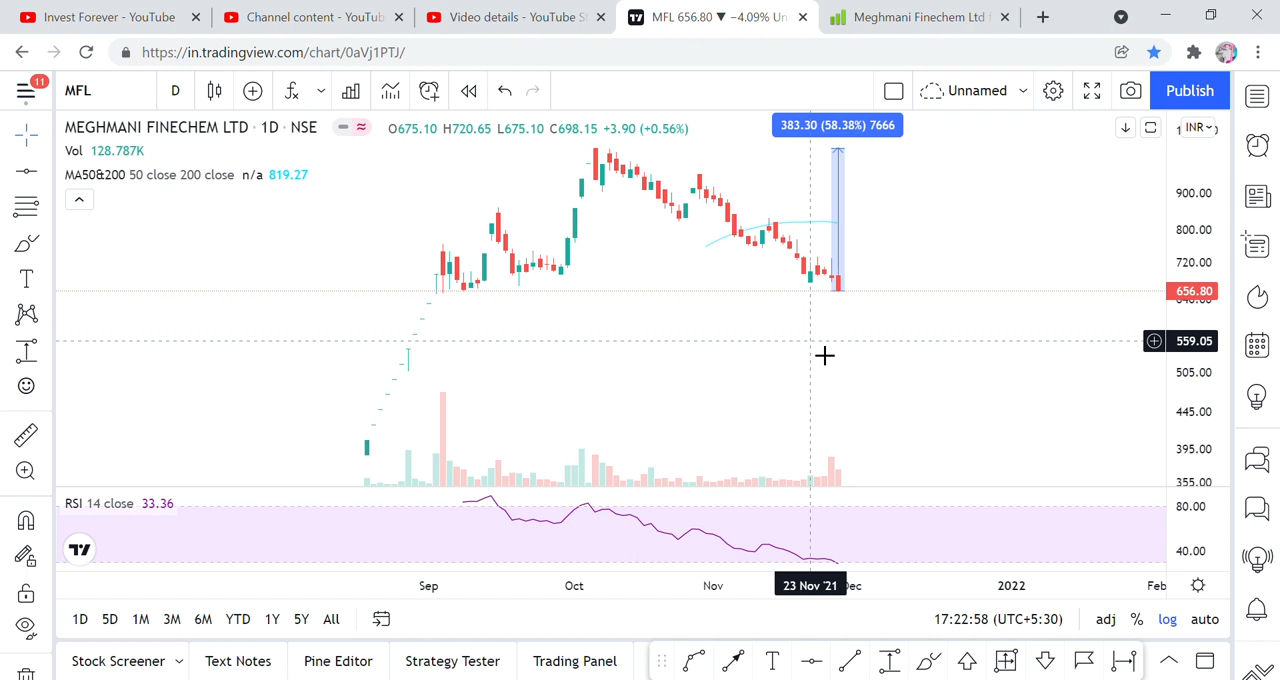 Invest Forever - YouTube
Channel content - YouTub
Video details - YouTube S
MFL 656.80 ▼ −4.09% Un
Meghmani Finechem Ltd f
https://in.tradingview.com/chart/0aVj1PTJ/
11
MFL
D
Unnamed
Publish
MEGHMANI FINECHEM LTD · 1D · NSE
O675.10 H720.65 L675.10 C698.15 +3.90 (+0.56%)
383.30 (58.38%) 7666
INR
Vol 128.787K
MA50&200 50 close 200 close n/a 819.27
900.00
800.00
720.00
656.80
640.00
559.05
505.00
445.00
395.00
355.00
RSI 14 close 33.36
80.00
40.00
Sep
Oct
Nov
23 Nov '21
Dec
2022
Feb
1D 5D 1M 3M 6M YTD 1Y 5Y All
17:22:58 (UTC+5:30)
adj % log auto
Stock Screener
Text Notes
Pine Editor
Strategy Tester
Trading Panel